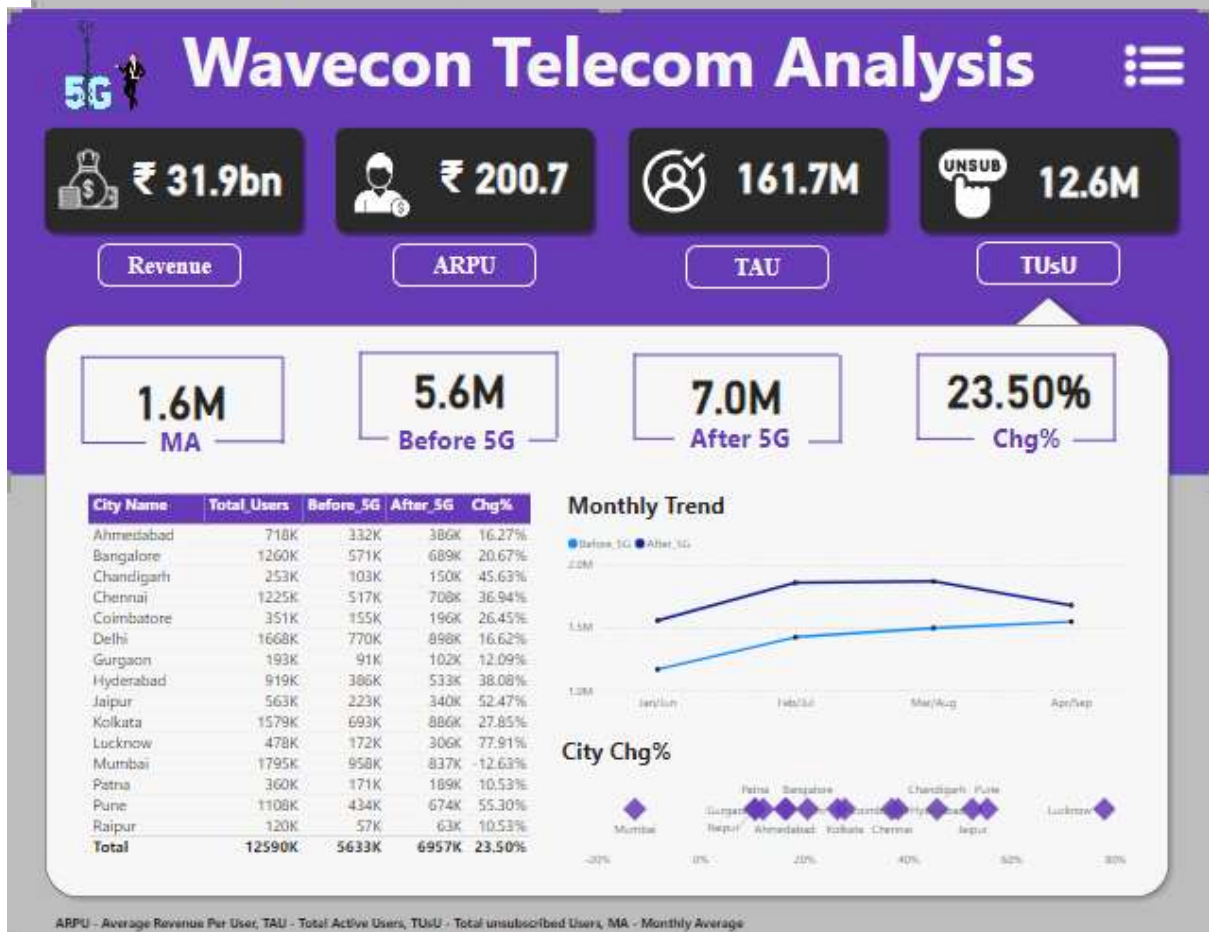 5G
Wavecon Telecom Analysis
₹ 31.9bn
₹ 200.7
161.7M
UNSUB
12.6M
Revenue
ARPU
TAU
TUsU
1.6M
MA
5.6M
Before 5G
7.0M
After 5G
23.50%
Chg%
City Name Total_Users Before_5G After_5G Chg%
Ahmedabad 718K 332K 386K 16.27%
Bangalore 1260K 571K 689K 20.67%
Chandigarh 253K 103K 150K 45.63%
Chennai 1225K 517K 708K 36.94%
Coimbatore 351K 155K 196K 26.45%
Delhi 1668K 770K 898K 16.62%
Gurgaon 193K 91K 102K 12.09%
Hyderabad 919K 386K 533K 38.08%
Jaipur 563K 223K 340K 52.47%
Kolkata 1579K 693K 886K 27.85%
Lucknow 478K 172K 306K 77.91%
Mumbai 1795K 958K 837K -12.63%
Patna 360K 171K 189K 10.53%
Pune 1108K 434K 674K 55.30%
Raipur 120K 57K 63K 10.53%
Total 12590K 5633K 6957K 23.50%
Monthly Trend
Before_5G After_5G
2.0M
1.5M
1.0M
Jan/Jun Feb/Jul Mar/Aug Apr/Sep
City Chg%
Patna Bangalore Chandigarh Pune
Lucknow
Mumbai Raipur Ahmedabad Kolkata Chennai Jaipur
-20% 0% 20% 40% 60% 80%
ARPU - Average Revenue Per User, TAU - Total Active Users, TUsU - Total unsubscribed Users, MA - Monthly Average